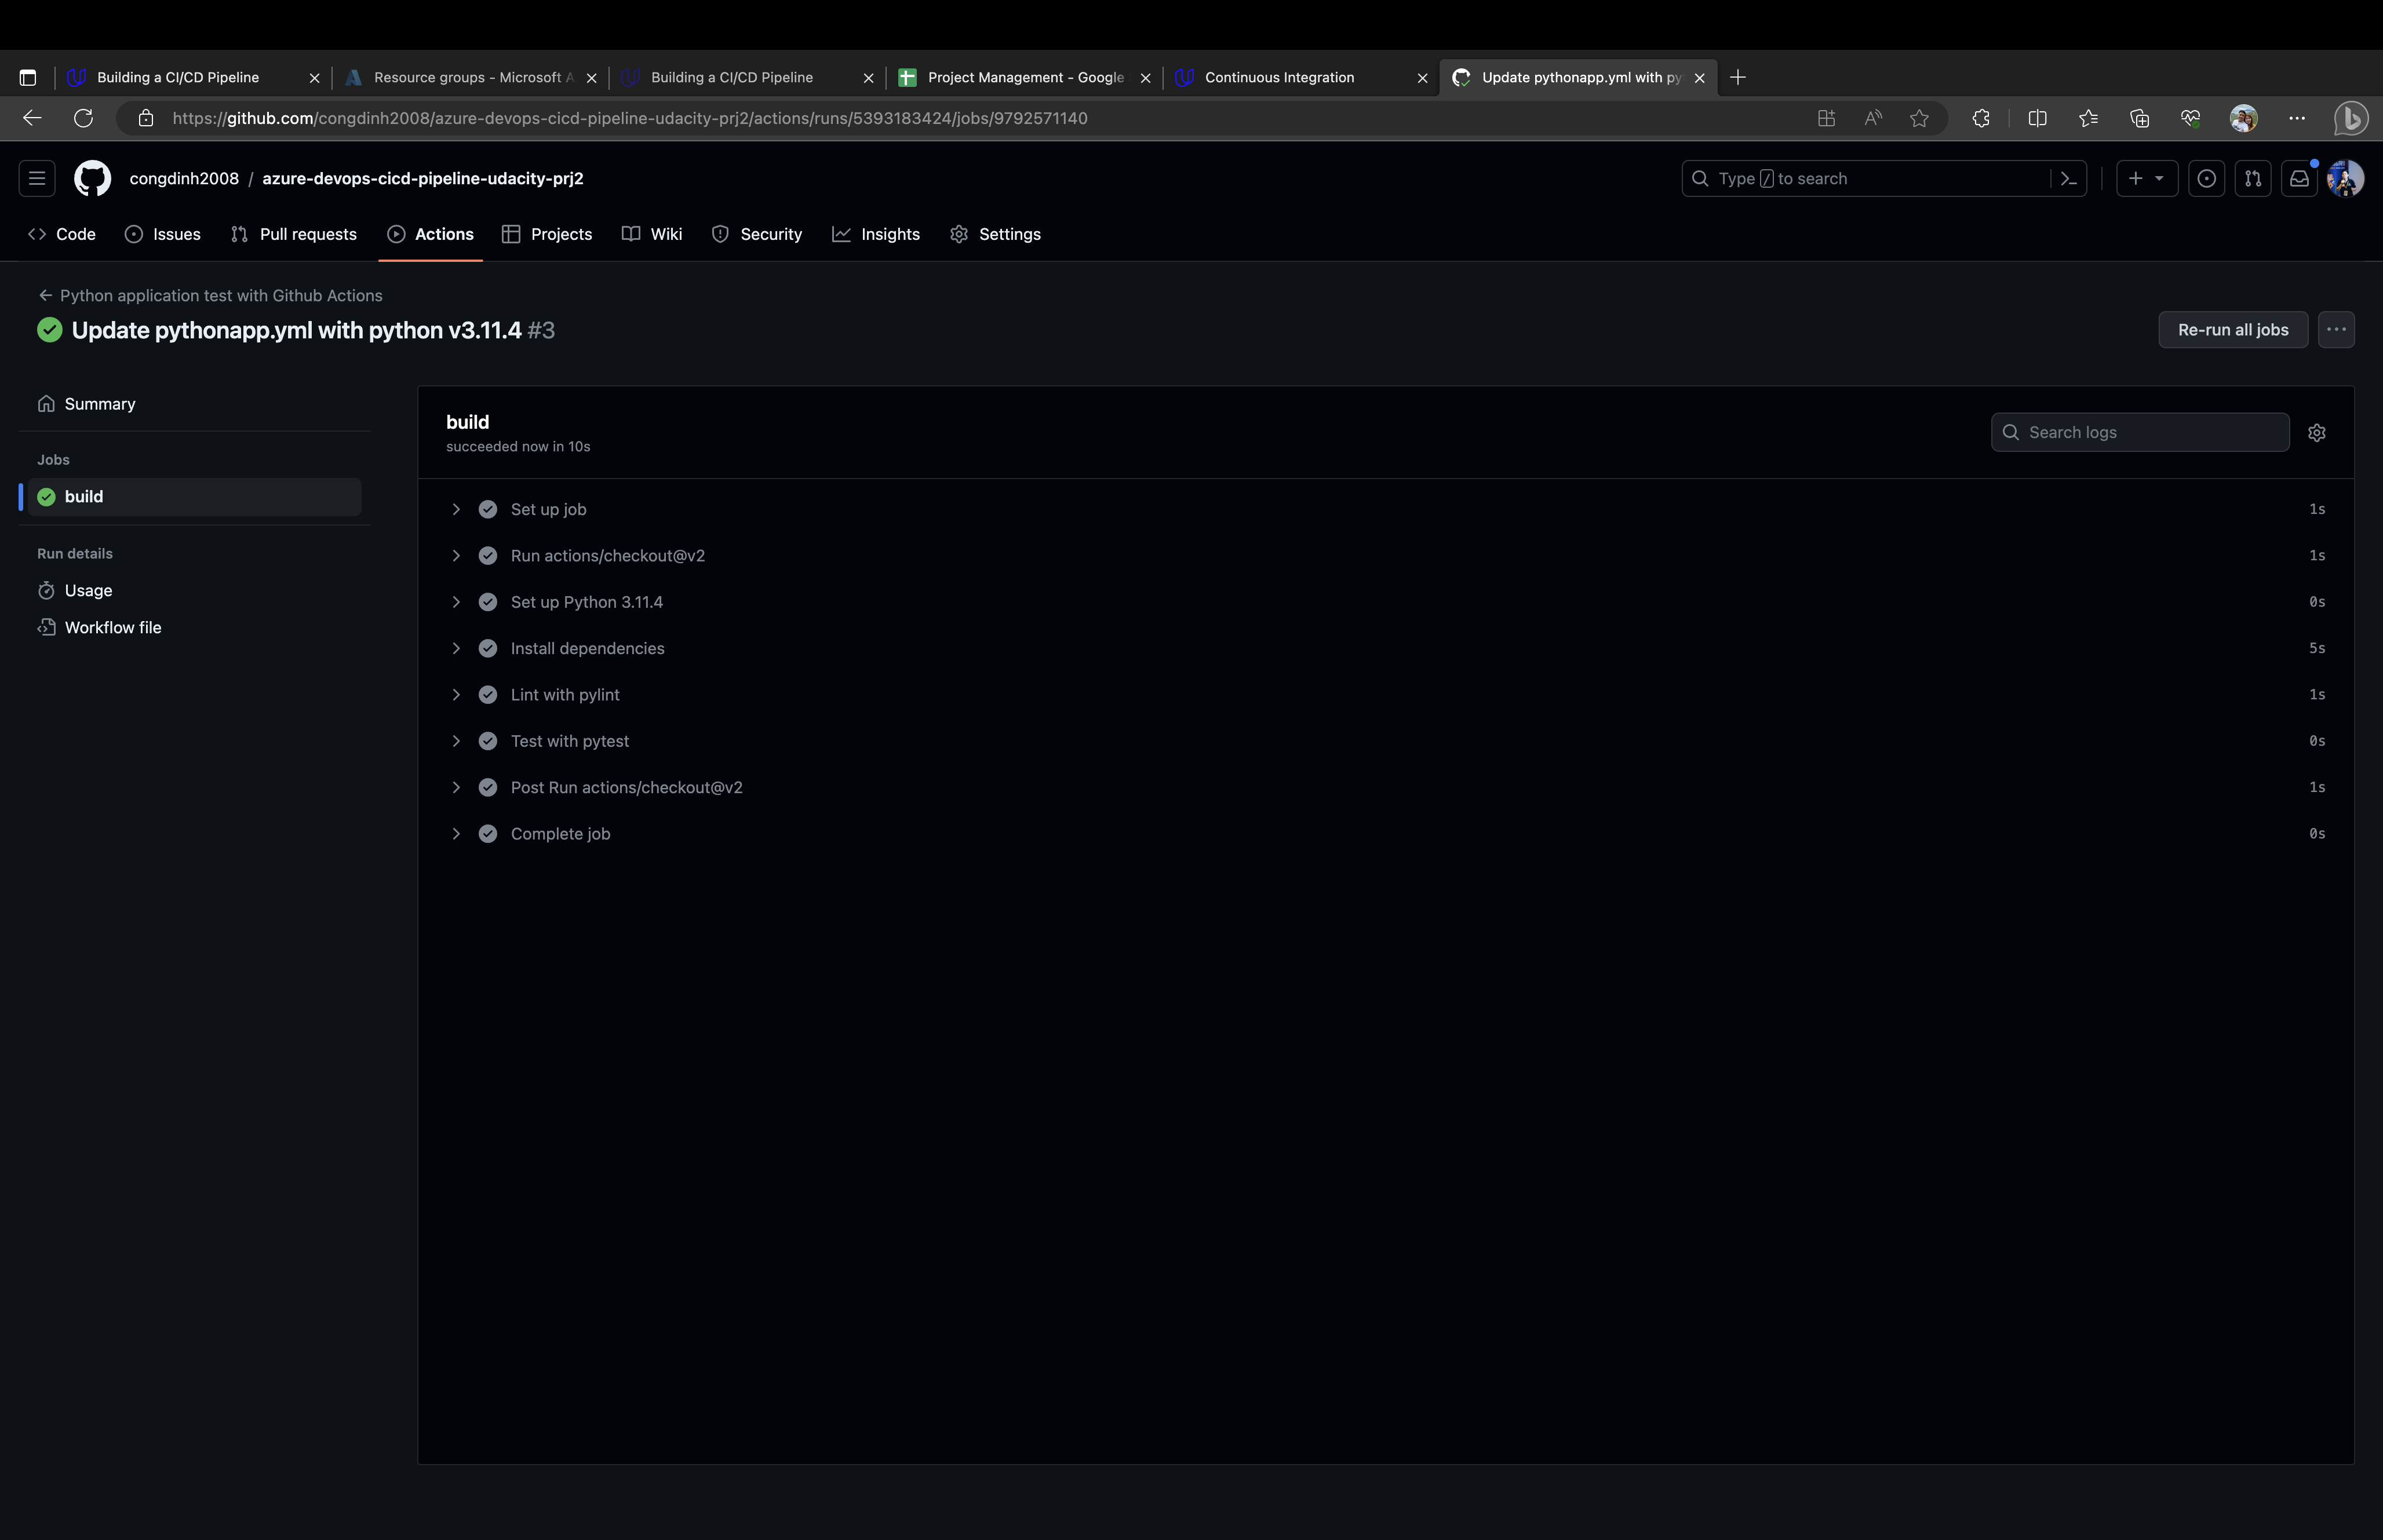 Building a CI/CD Pipeline
Resource groups - Microsoft A
Building a CI/CD Pipeline
Project Management - Google
Continuous Integration
Update pythonapp.yml with py
https://github.com/congdinh2008/azure-devops-cicd-pipeline-udacity-prj2/actions/runs/5393183424/jobs/9792571140
congdinh2008 / azure-devops-cicd-pipeline-udacity-prj2
Type / to search
Code
Issues
Pull requests
Actions
Projects
Wiki
Security
Insights
Settings
Python application test with Github Actions
Update pythonapp.yml with python v3.11.4 #3
Re-run all jobs
Summary
Jobs
build
Run details
Usage
Workflow file
build
succeeded now in 10s
Search logs
Set up job 1s
Run actions/checkout@v2 1s
Set up Python 3.11.4 0s
Install dependencies 5s
Lint with pylint 1s
Test with pytest 0s
Post Run actions/checkout@v2 1s
Complete job 0s